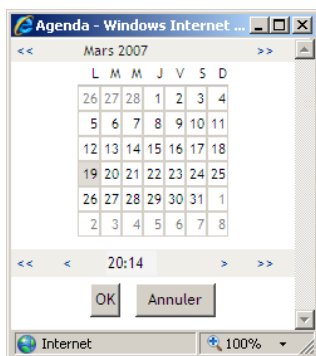 Agenda - Windows Internet ...
<< Mars 2007 >>
L M M J V S D
26 27 28 1 2 3 4
5 6 7 8 9 10 11
12 13 14 15 16 17 18
19 20 21 22 23 24 25
26 27 28 29 30 31 1
2 3 4 5 6 7 8
<< < 20:14 > >>
OK Annuler
Internet 100%